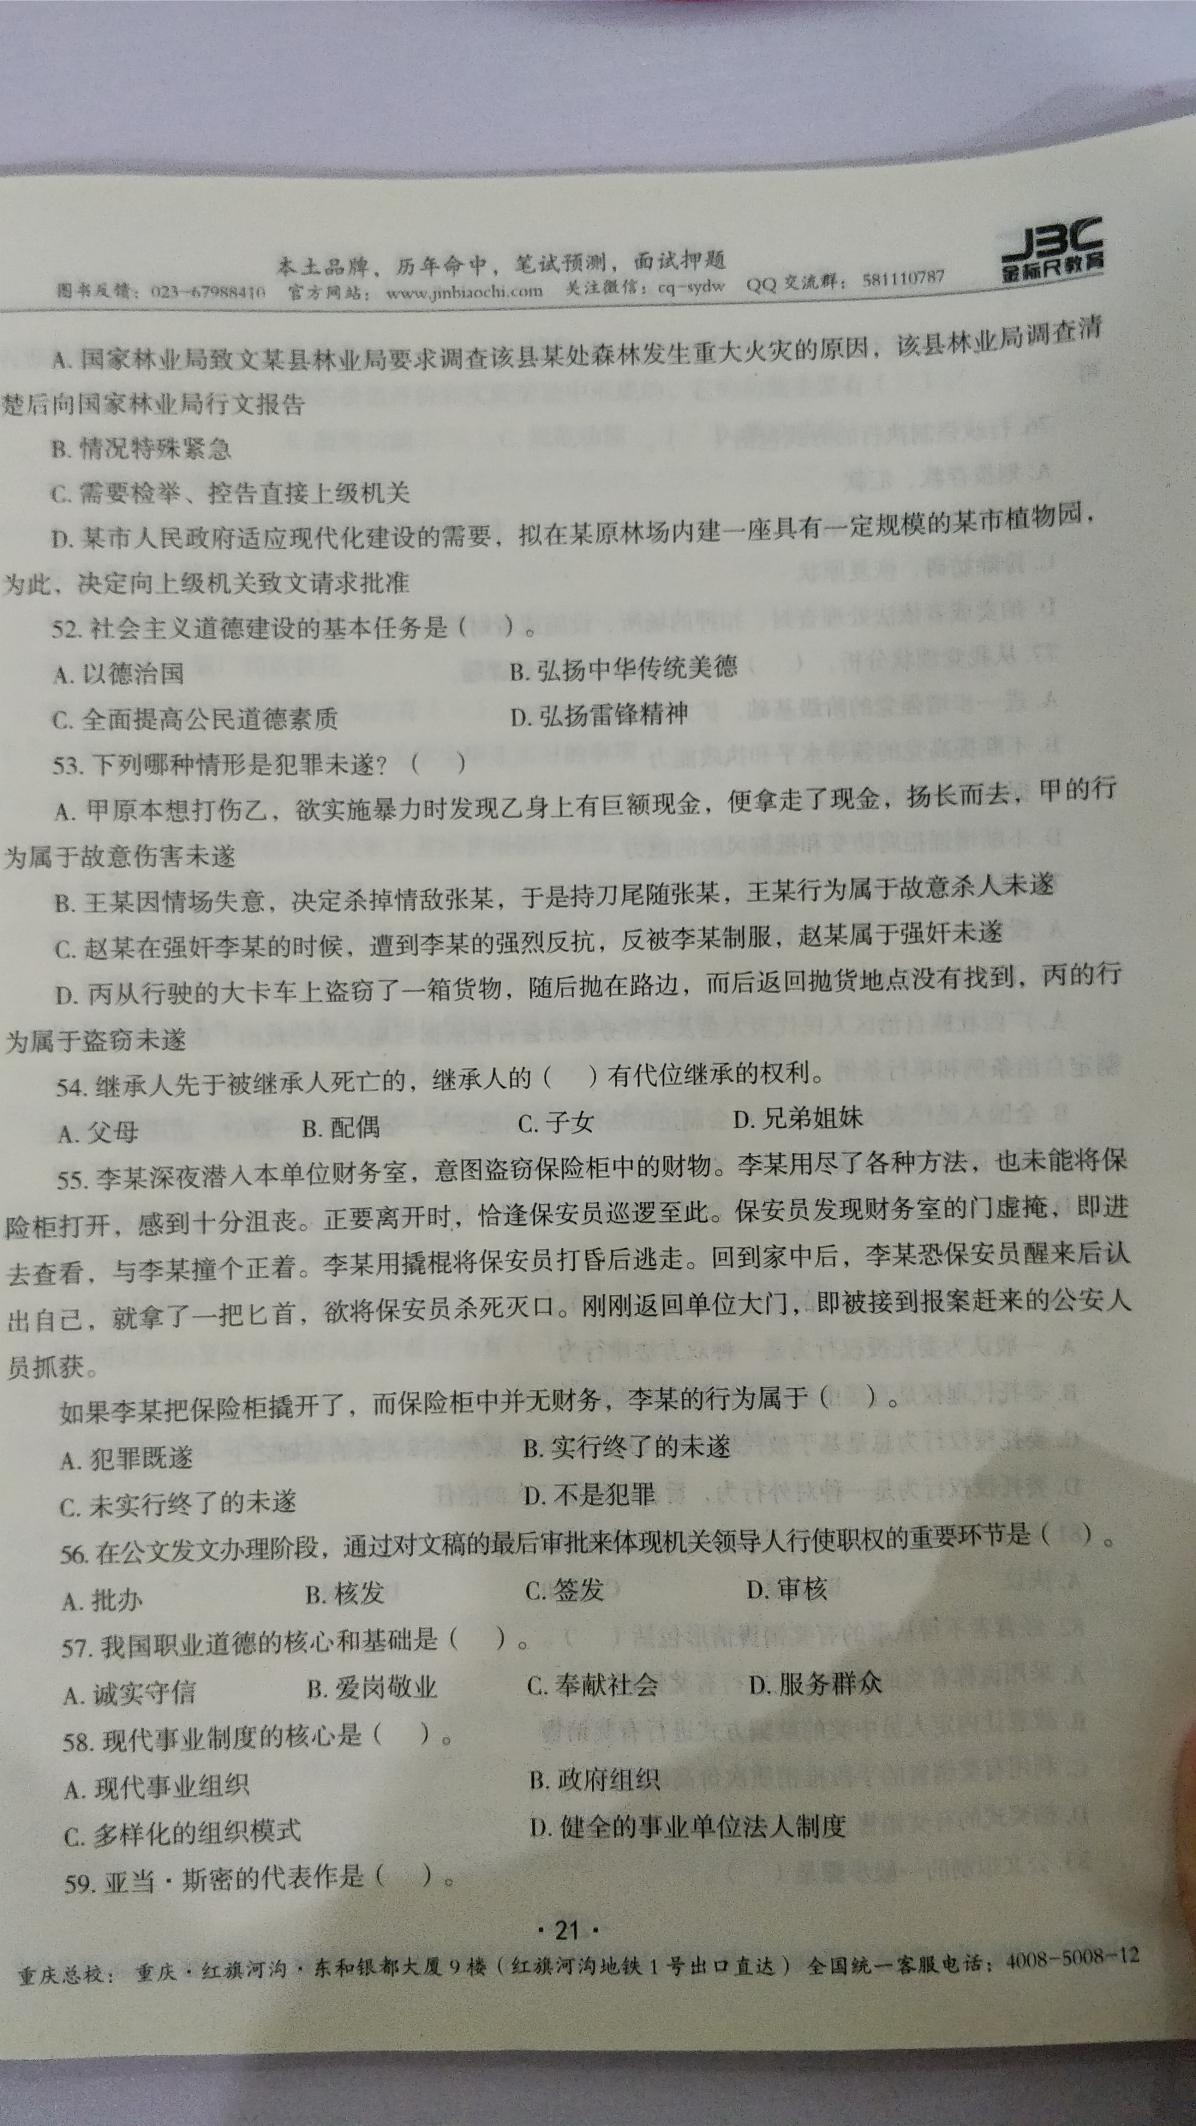 JBC
金标尺教育
本土品牌，历年命中，笔试预测，面试押题
图书反馈：023-67988410 官方网站：www.jinbiaochi.com 关注微信：cq-sydw QQ 交流群：581110787
A. 国家林业局致文某县林业局要求调查该县某处森林发生重大火灾的原因，该县林业局调查清
楚后向国家林业局行文报告
B. 情况特殊紧急
C. 需要检举、控告直接上级机关
D. 某市人民政府适应现代化建设的需要，拟在某原林场内建一座具有一定规模的某市植物园，
为此，决定向上级机关致文请求批准
52. 社会主义道德建设的基本任务是（ ）。
A. 以德治国 B. 弘扬中华传统美德
C. 全面提高公民道德素质 D. 弘扬雷锋精神
53. 下列哪种情形是犯罪未遂？（ ）
A. 甲原本想打伤乙，欲实施暴力时发现乙身上有巨额现金，便拿走了现金，扬长而去，甲的行
为属于故意伤害未遂
B. 王某因情场失意，决定杀掉情敌张某，于是持刀尾随张某，王某行为属于故意杀人未遂
C. 赵某在强奸李某的时候，遭到李某的强烈反抗，反被李某制服，赵某属于强奸未遂
D. 丙从行驶的大卡车上盗窃了一箱货物，随后抛在路边，而后返回抛货地点没有找到，丙的行
为属于盗窃未遂
54. 继承人先于被继承人死亡的，继承人的（ ）有代位继承的权利。
A. 父母 B. 配偶 C. 子女 D. 兄弟姐妹
55. 李某深夜潜入本单位财务室，意图盗窃保险柜中的财物。李某用尽了各种方法，也未能将保
险柜打开，感到十分沮丧。正要离开时，恰逢保安员巡逻至此。保安员发现财务室的门虚掩，即进
去查看，与李某撞个正着。李某用撬棍将保安员打昏后逃走。回到家中后，李某恐保安员醒来后认
出自己，就拿了一把匕首，欲将保安员杀死灭口。刚刚返回单位大门，即被接到报案赶来的公安人
员抓获。
如果李某把保险柜撬开了，而保险柜中并无财务，李某的行为属于（ ）。
A. 犯罪既遂 B. 实行终了的未遂
C. 未实行终了的未遂 D. 不是犯罪
56. 在公文发文办理阶段，通过对文稿的最后审批来体现机关领导人行使职权的重要环节是（ ）。
A. 批办 B. 核发 C. 签发 D. 审核
57. 我国职业道德的核心和基础是（ ）。
A. 诚实守信 B. 爱岗敬业 C. 奉献社会 D. 服务群众
58. 现代事业制度的核心是（ ）。
A. 现代事业组织 B. 政府组织
C. 多样化的组织模式 D. 健全的事业单位法人制度
59. 亚当·斯密的代表作是（ ）。
·21·
重庆总校：重庆·红旗河沟·东和银都大厦9楼（红旗河沟地铁1号出口直达）全国统一客服电话：4008-5008-12